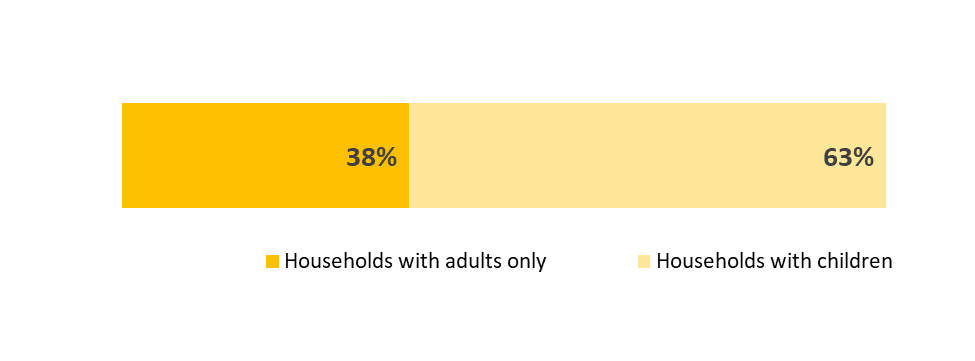 38%
63%
Households with adults only
Households with children